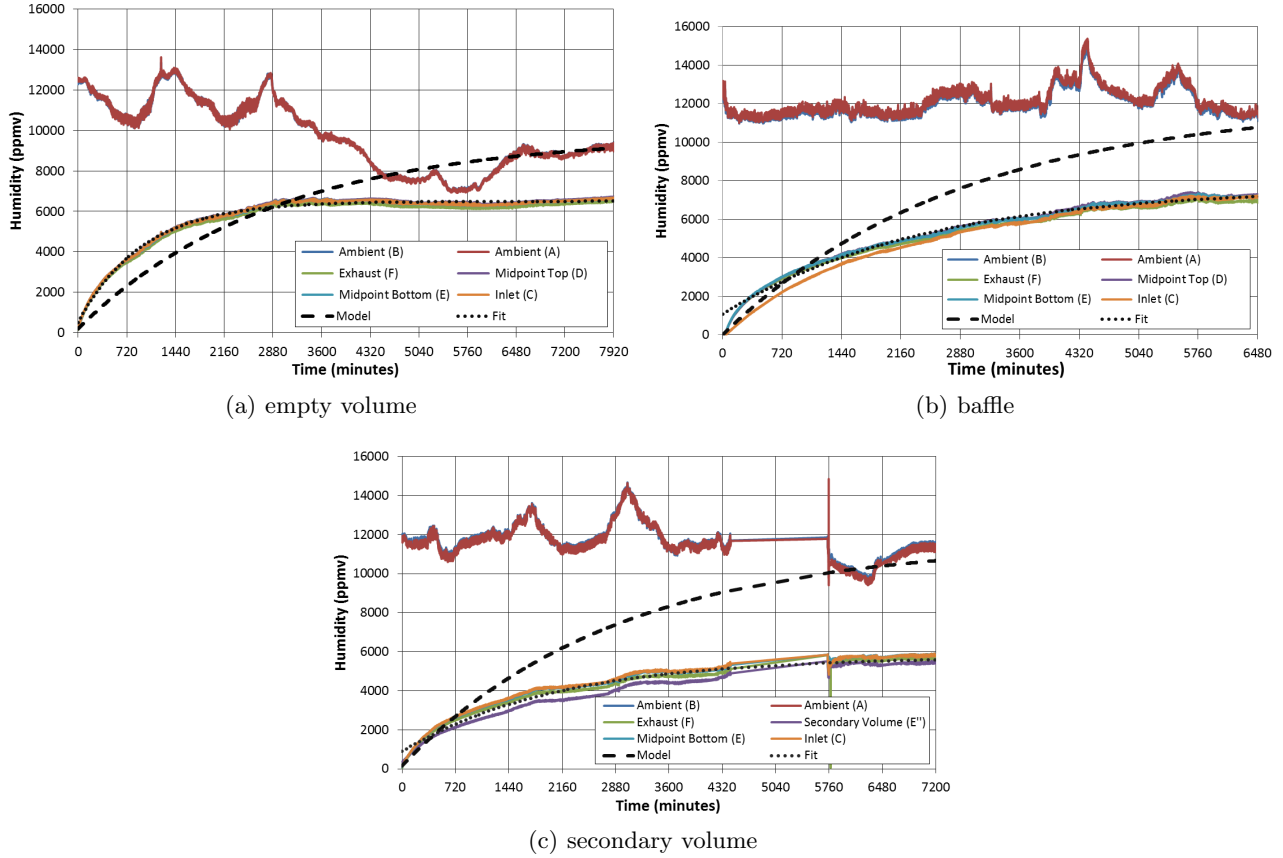 16000
14000
12000
10000
8000
6000
4000
2000
0
Humidity (ppmv)
Ambient (B) Ambient (A)
Exhaust (F) Midpoint Top (D)
Midpoint Bottom (E) Inlet (C)
Model Fit
0 720 1440 2160 2880 3600 4320 5040 5760 6480 7200 7920
Time (minutes)
(a) empty volume
16000
14000
12000
10000
8000
6000
4000
2000
0
Humidity (ppmv)
Ambient (B) Ambient (A)
Exhaust (F) Midpoint Top (D)
Midpoint Bottom (E) Inlet (C)
Model Fit
0 720 1440 2160 2880 3600 4320 5040 5760 6480
Time (minutes)
(b) baffle
16000
14000
12000
10000
8000
6000
4000
2000
0
Humidity (ppmv)
Ambient (B) Ambient (A)
Exhaust (F) Secondary Volume (E")
Midpoint Bottom (E) Inlet (C)
Model Fit
0 720 1440 2160 2880 3600 4320 5040 5760 6480 7200
Time (minutes)
(c) secondary volume